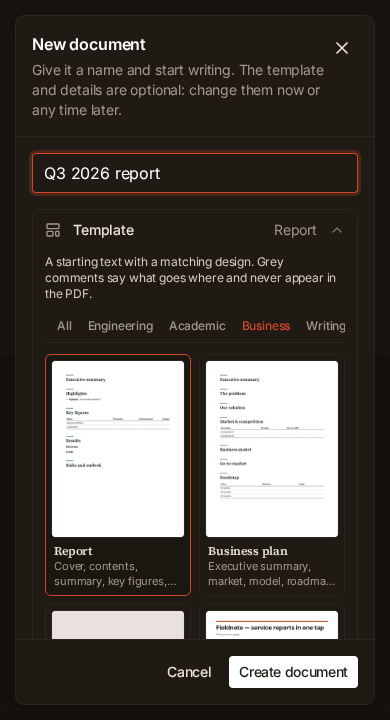 New document
Give it a name and start writing. The template
and details are optional: change them now or
any time later.
Q3 2026 report
Template
Report
A starting text with a matching design. Grey
comments say what goes where and never appear in
the PDF.
All Engineering Academic Business Writing
Executive summary
Highlights
Key figures
Results
Risks and outlook
Executive summary
The problem
Our solution
Market & competition
Business model
Go-to-market
Roadmap
Report
Cover, contents,
summary, key figures,...
Business plan
Executive summary,
market, model, roadma...
Fieldnote — service reports in one tap
Cancel
Create document